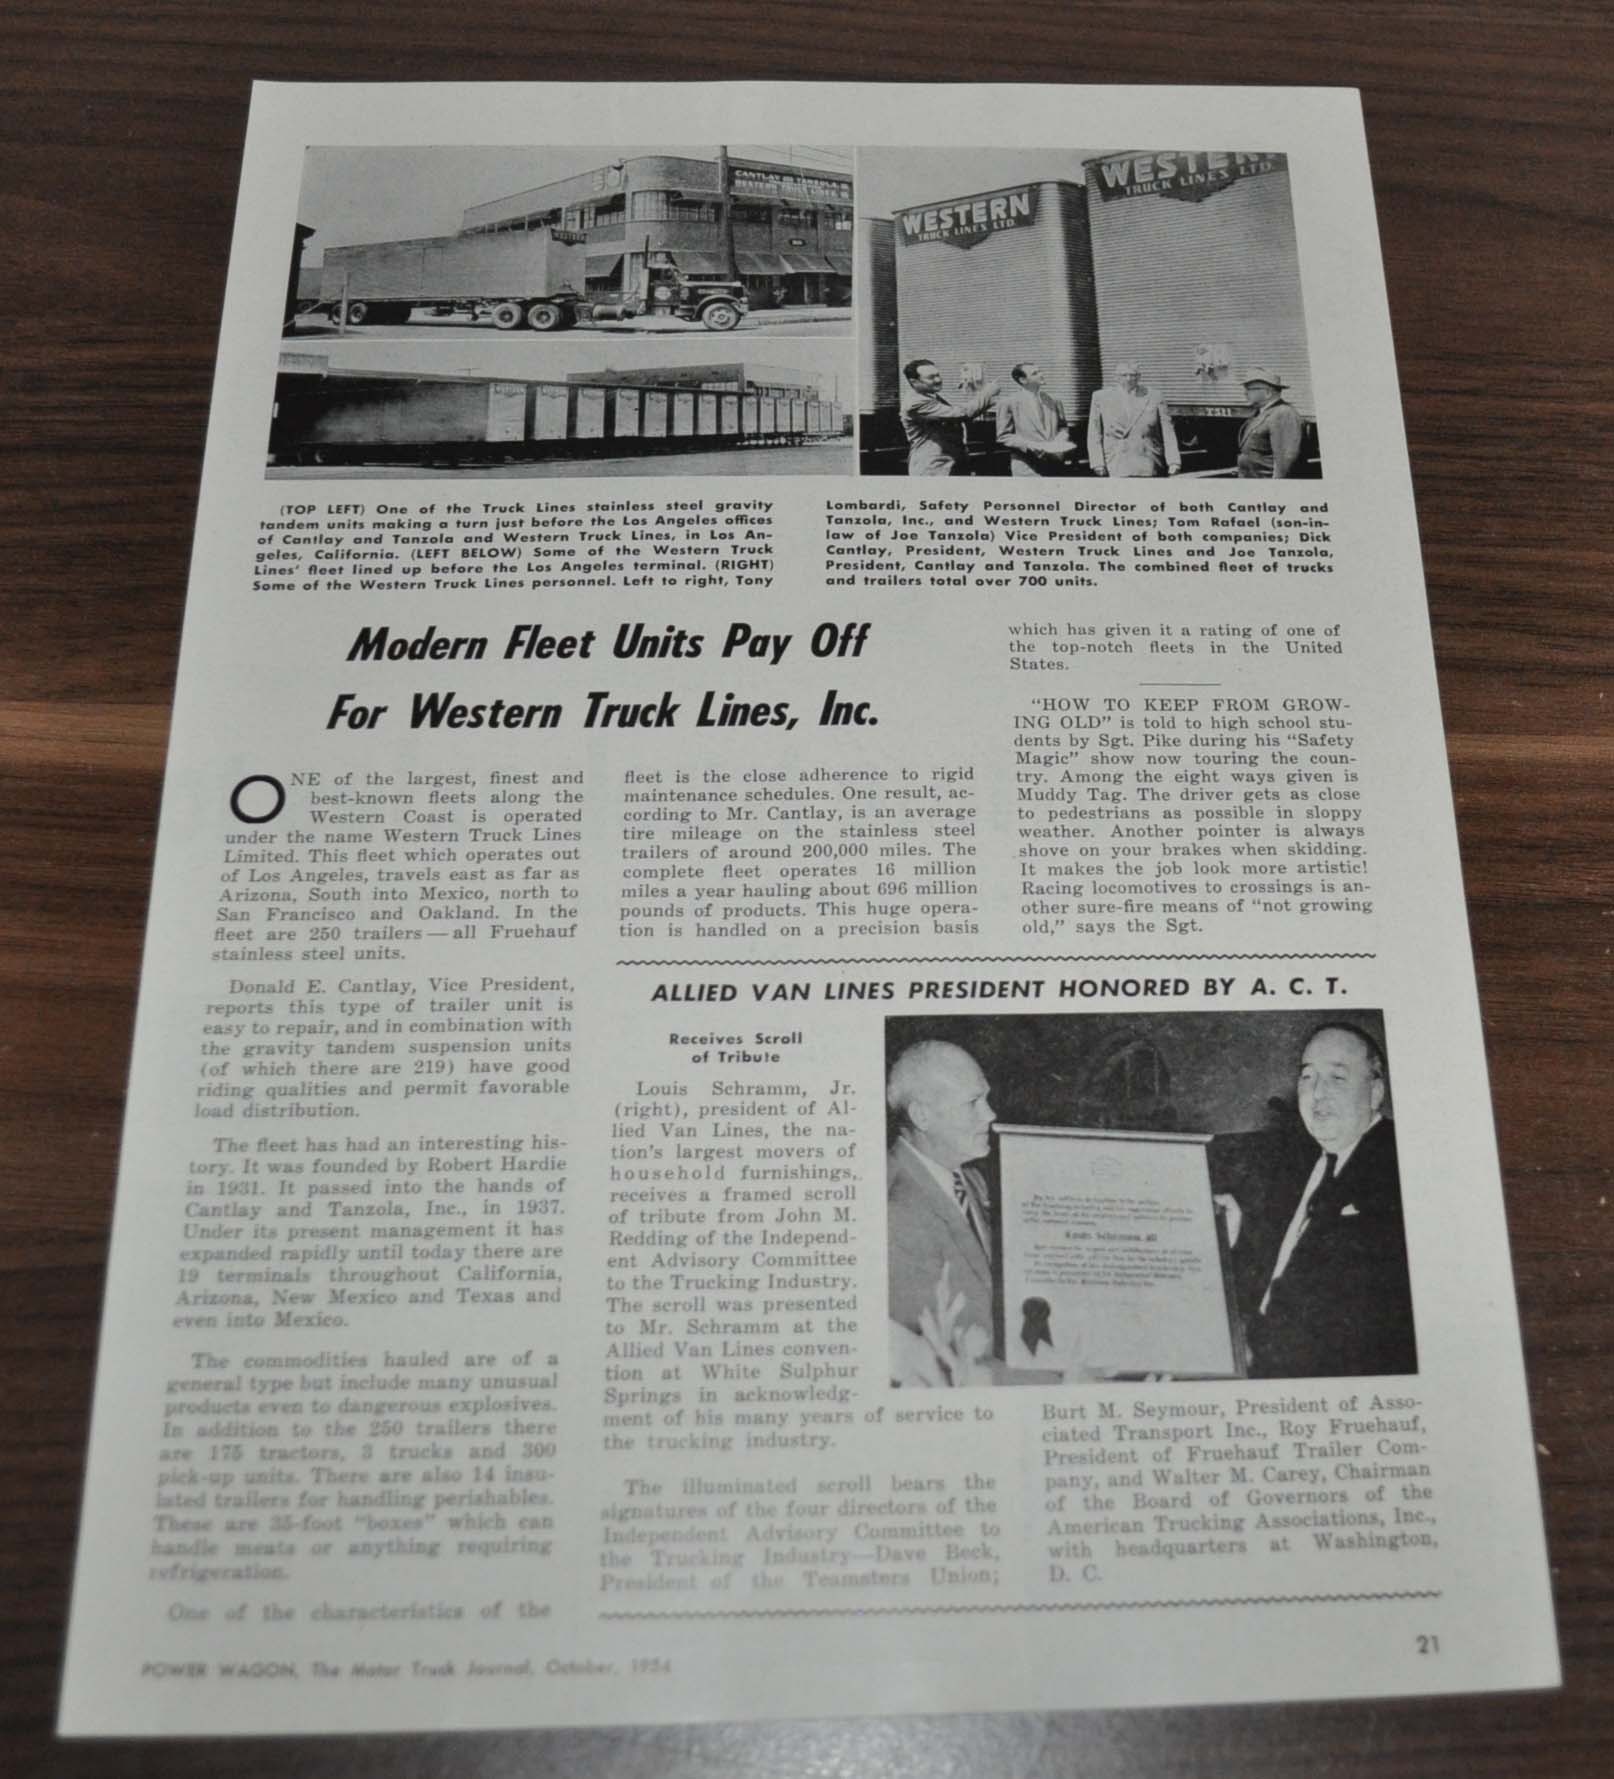 CANTLAY AND TANZOLA, INC.
WESTERN TRUCK LINES, LTD.
WESTERN
WESTERN
TRUCK LINES LTD.
WESTERN
TRUCK LINES LTD.
(TOP LEFT) One of the Truck Lines stainless steel gravity
tandem units making a turn just before the Los Angeles offices
of Cantlay and Tanzola and Western Truck Lines, in Los An-
geles, California. (LEFT BELOW) Some of the Western Truck
Lines' fleet lined up before the Los Angeles terminal. (RIGHT)
Some of the Western Truck Lines personnel. Left to right, Tony
Lombardi, Safety Personnel Director of both Cantlay and
Tanzola, Inc., and Western Truck Lines; Tom Rafael (son-in-
law of Joe Tanzola) Vice President of both companies; Dick
Cantlay, President, Western Truck Lines and Joe Tanzola,
President, Cantlay and Tanzola. The combined fleet of trucks
and trailers total over 700 units.
Modern Fleet Units Pay Off
For Western Truck Lines, Inc.
ONE of the largest, finest and
best-known fleets along the
Western Coast is operated
under the name Western Truck Lines
Limited. This fleet which operates out
of Los Angeles, travels east as far as
Arizona, South into Mexico, north to
San Francisco and Oakland. In the
fleet are 250 trailers — all Fruehauf
stainless steel units.
Donald E. Cantlay, Vice President,
reports this type of trailer unit is
easy to repair, and in combination with
the gravity tandem suspension units
(of which there are 219) have good
riding qualities and permit favorable
load distribution.
The fleet has had an interesting his-
tory. It was founded by Robert Hardie
in 1931. It passed into the hands of
Cantlay and Tanzola, Inc., in 1937.
Under its present management it has
expanded rapidly until today there are
19 terminals throughout California,
Arizona, New Mexico and Texas and
even into Mexico.
The commodities hauled are of a
general type but include many unusual
products even to dangerous explosives.
In addition to the 250 trailers there
are 175 tractors, 3 trucks and 300
pick-up units. There are also 14 insu-
lated trailers for handling perishables.
These are 35-foot "boxes" which can
handle meats or anything requiring
refrigeration.
One of the characteristics of the
fleet is the close adherence to rigid
maintenance schedules. One result, ac-
cording to Mr. Cantlay, is an average
tire mileage on the stainless steel
trailers of around 200,000 miles. The
complete fleet operates 16 million
miles a year hauling about 696 million
pounds of products. This huge opera-
tion is handled on a precision basis
which has given it a rating of one of
the top-notch fleets in the United
States.
"HOW TO KEEP FROM GROW-
ING OLD" is told to high school stu-
dents by Sgt. Pike during his "Safety
Magic" show now touring the coun-
try. Among the eight ways given is
Muddy Tag. The driver gets as close
to pedestrians as possible in sloppy
weather. Another pointer is always
shove on your brakes when skidding.
It makes the job look more artistic!
Racing locomotives to crossings is an-
other sure-fire means of "not growing
old," says the Sgt.
ALLIED VAN LINES PRESIDENT HONORED BY A. C. T.
Receives Scroll
of Tribute
Louis Schramm, Jr.
(right), president of Al-
lied Van Lines, the na-
tion's largest movers of
household furnishings,
receives a framed scroll
of tribute from John M.
Redding of the Independ-
ent Advisory Committee
to the Trucking Industry.
The scroll was presented
to Mr. Schramm at the
Allied Van Lines conven-
tion at White Sulphur
Springs in acknowledg-
ment of his many years of service to
the trucking industry.
The illuminated scroll bears the
signatures of the four directors of the
Independent Advisory Committee to
the Trucking Industry—Dave Beck,
President of the Teamsters Union;
Burt M. Seymour, President of Asso-
ciated Transport Inc., Roy Fruehauf,
President of Fruehauf Trailer Com-
pany, and Walter M. Carey, Chairman
of the Board of Governors of the
American Trucking Associations, Inc.,
with headquarters at Washington,
D. C.
POWER WAGON, The Motor Truck Journal, October, 1954
21